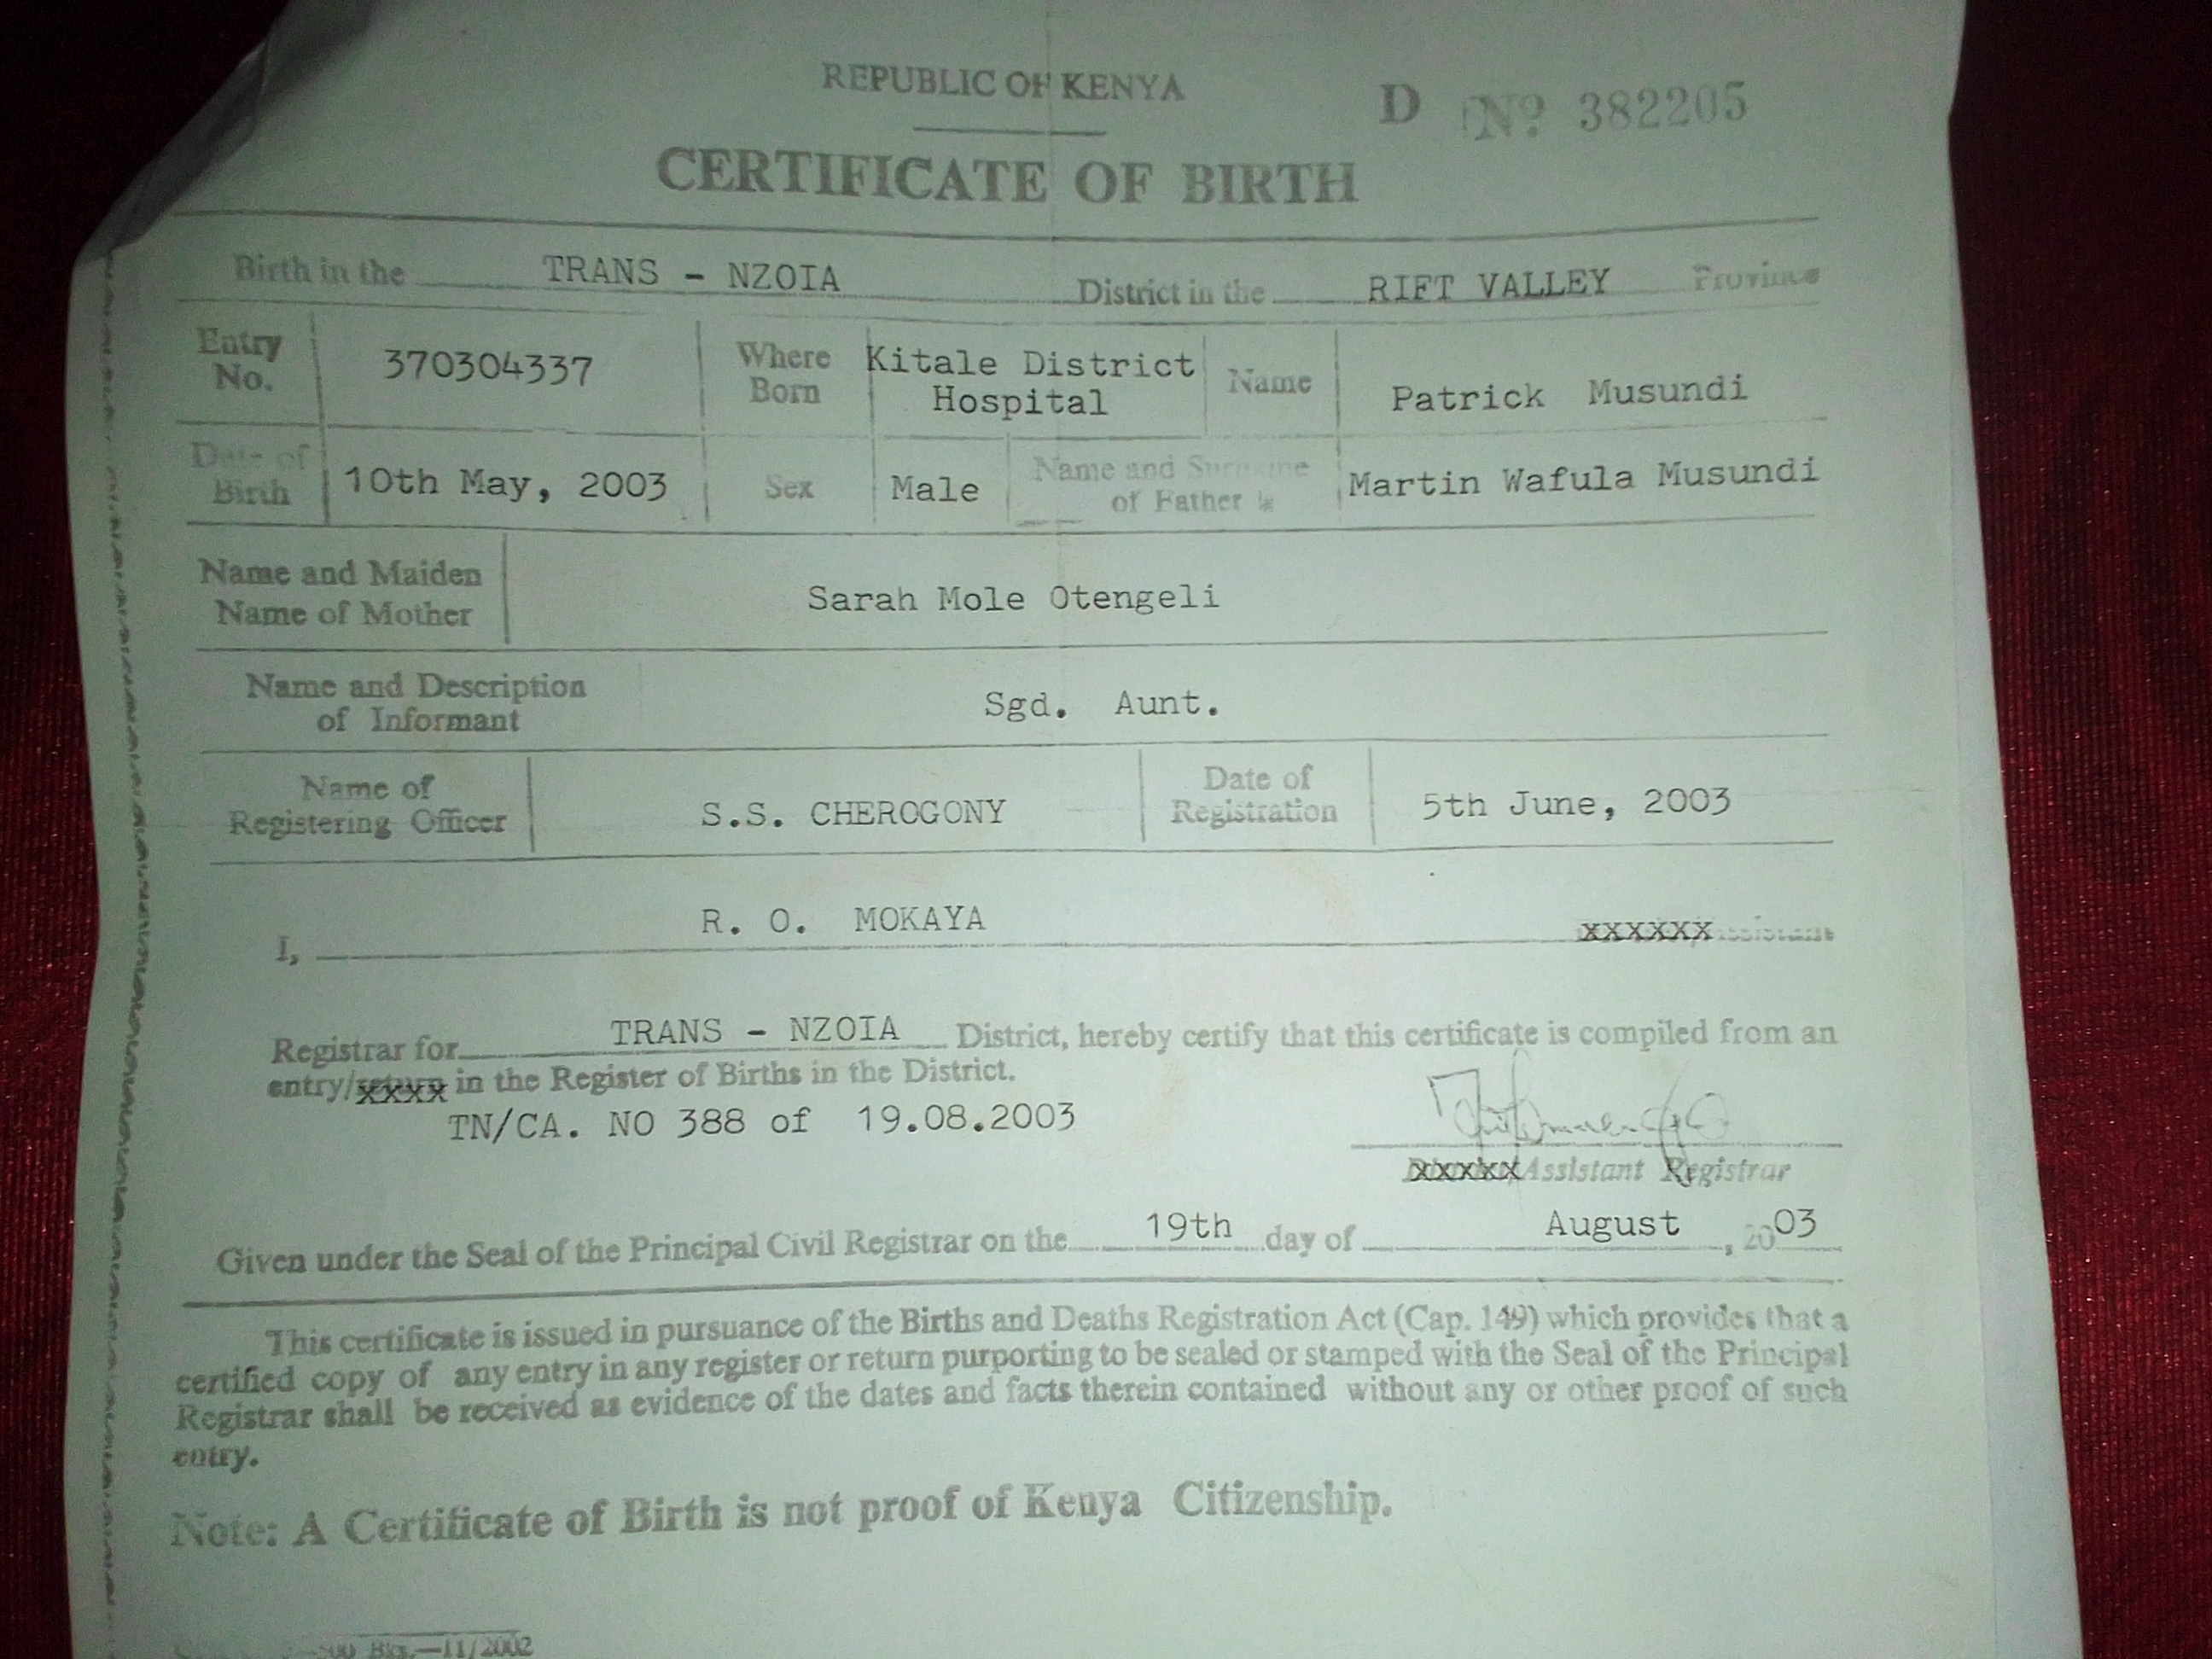 REPUBLIC OF KENYA
D Nº 382205
CERTIFICATE OF BIRTH
Birth in the TRANS - NZOIA District in the RIFT VALLEY Province
Entry No. 370304337 Where Born Kitale District Hospital Name Patrick Musundi
Date of Birth 10th May, 2003 Sex Male Name and Surname of Father Martin Wafula Musundi
Name and Maiden Name of Mother Sarah Mole Otengeli
Name and Description of Informant Sgd. Aunt.
Name of Registering Officer S.S. CHEROGONY Date of Registration 5th June, 2003
I, R. O. MOKAYA xxxxxx
Registrar for TRANS - NZOIA District, hereby certify that this certificate is compiled from an
entry/xxxx in the Register of Births in the District.
TN/CA. NO 388 of 19.08.2003
xxxxx Assistant Registrar
Given under the Seal of the Principal Civil Registrar on the 19th day of August, 2003
This certificate is issued in pursuance of the Births and Deaths Registration Act (Cap. 149) which provides that a
certified copy of any entry in any register or return purporting to be sealed or stamped with the Seal of the Principal
Registrar shall be received as evidence of the dates and facts therein contained without any or other proof of such
entry.
Note: A Certificate of Birth is not proof of Kenya Citizenship.
11/2002